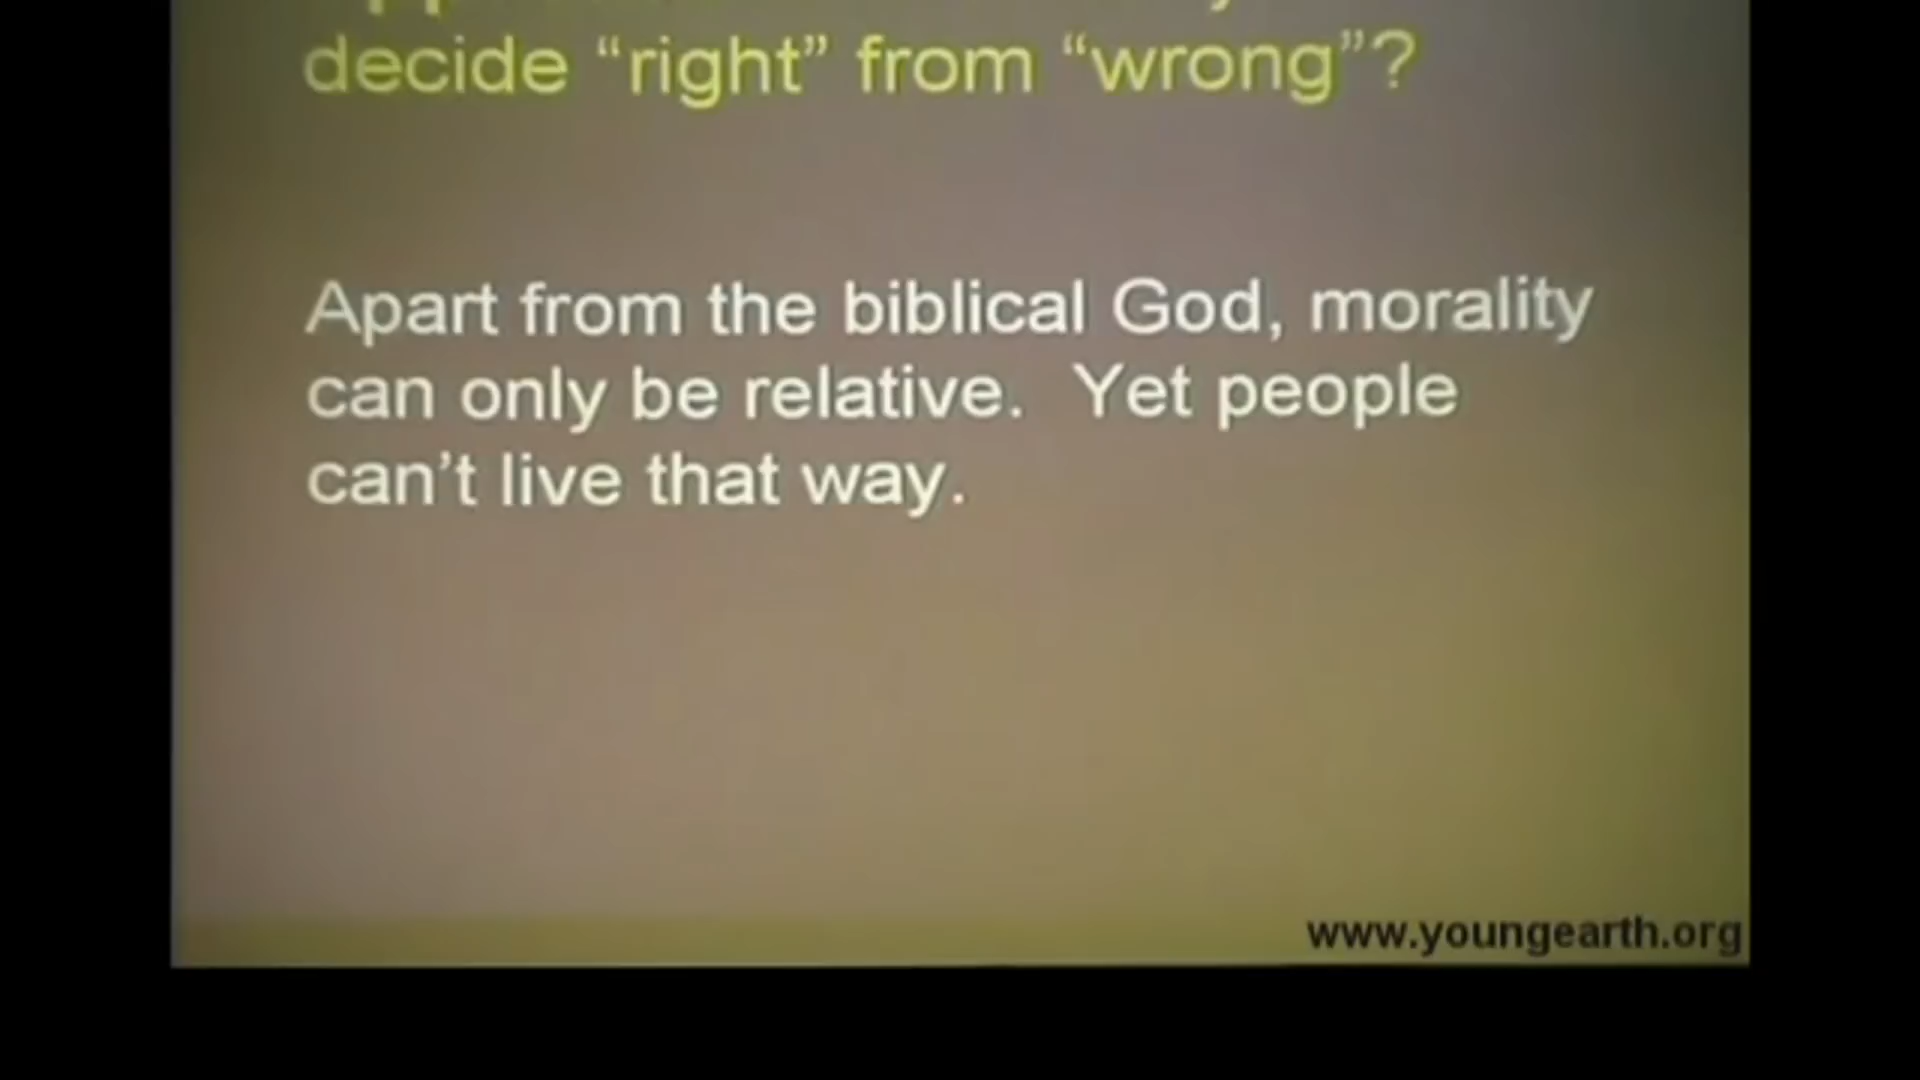 decide “right” from “wrong”?
Apart from the biblical God, morality
can only be relative.  Yet people
can’t live that way.
www.youngearth.org